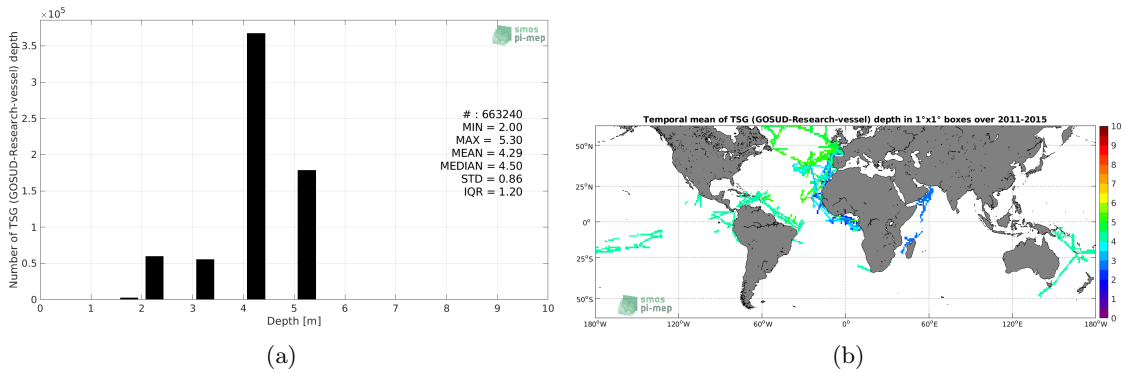 ×10⁵
smos
pi-mep
Number of TSG (GOSUD-Research-vessel) depth
3.5
3
2.5
2
1.5
1
0.5
0
# : 663240
MIN = 2.00
MAX = 5.30
MEAN = 4.29
MEDIAN = 4.50
STD = 0.86
IQR = 1.20
0 1 2 3 4 5 6 7 8 9 10
Depth [m]
(a)
Temporal mean of TSG (GOSUD-Research-vessel) depth in 1°x1° boxes over 2011-2015
50°N
25°N
0°
25°S
50°S
180°W 120°W 60°W 0° 60°E 120°E 180°W
smos
pi-mep
10
9
8
7
6
5
4
3
2
1
0
(b)